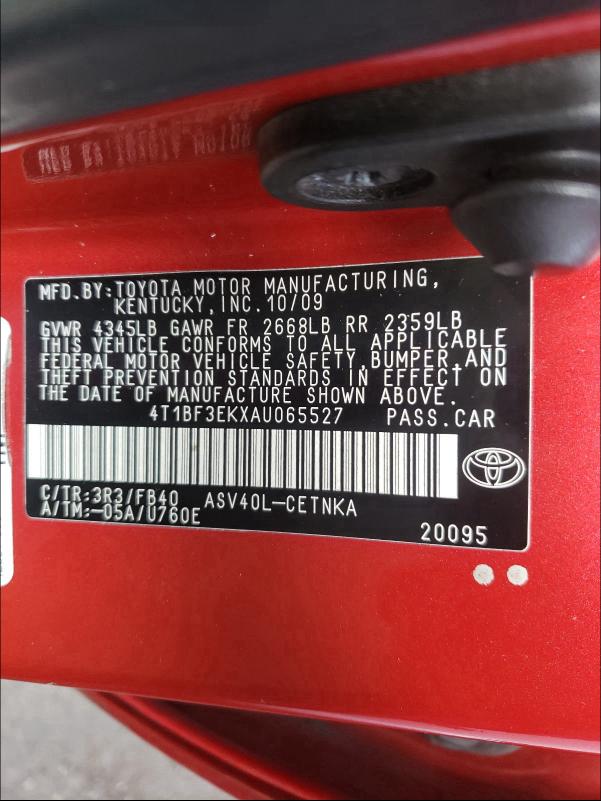 MFD.BY:TOYOTA MOTOR MANUFACTURING,
KENTUCKY,INC.10/09
GVWR 4345LB GAWR FR 2668LB RR 2359LB
THIS VEHICLE CONFORMS TO ALL APPLICABLE
FEDERAL MOTOR VEHICLE SAFETY,BUMPER,AND
THEFT PREVENTION STANDARDS IN EFFECT ON
THE DATE OF MANUFACTURE SHOWN ABOVE.
4T1BF3EKXAU065527 PASS.CAR
C/TR:3R3/FB40 ASV40L-CETNKA
A/TM:-05A/U760E
20095